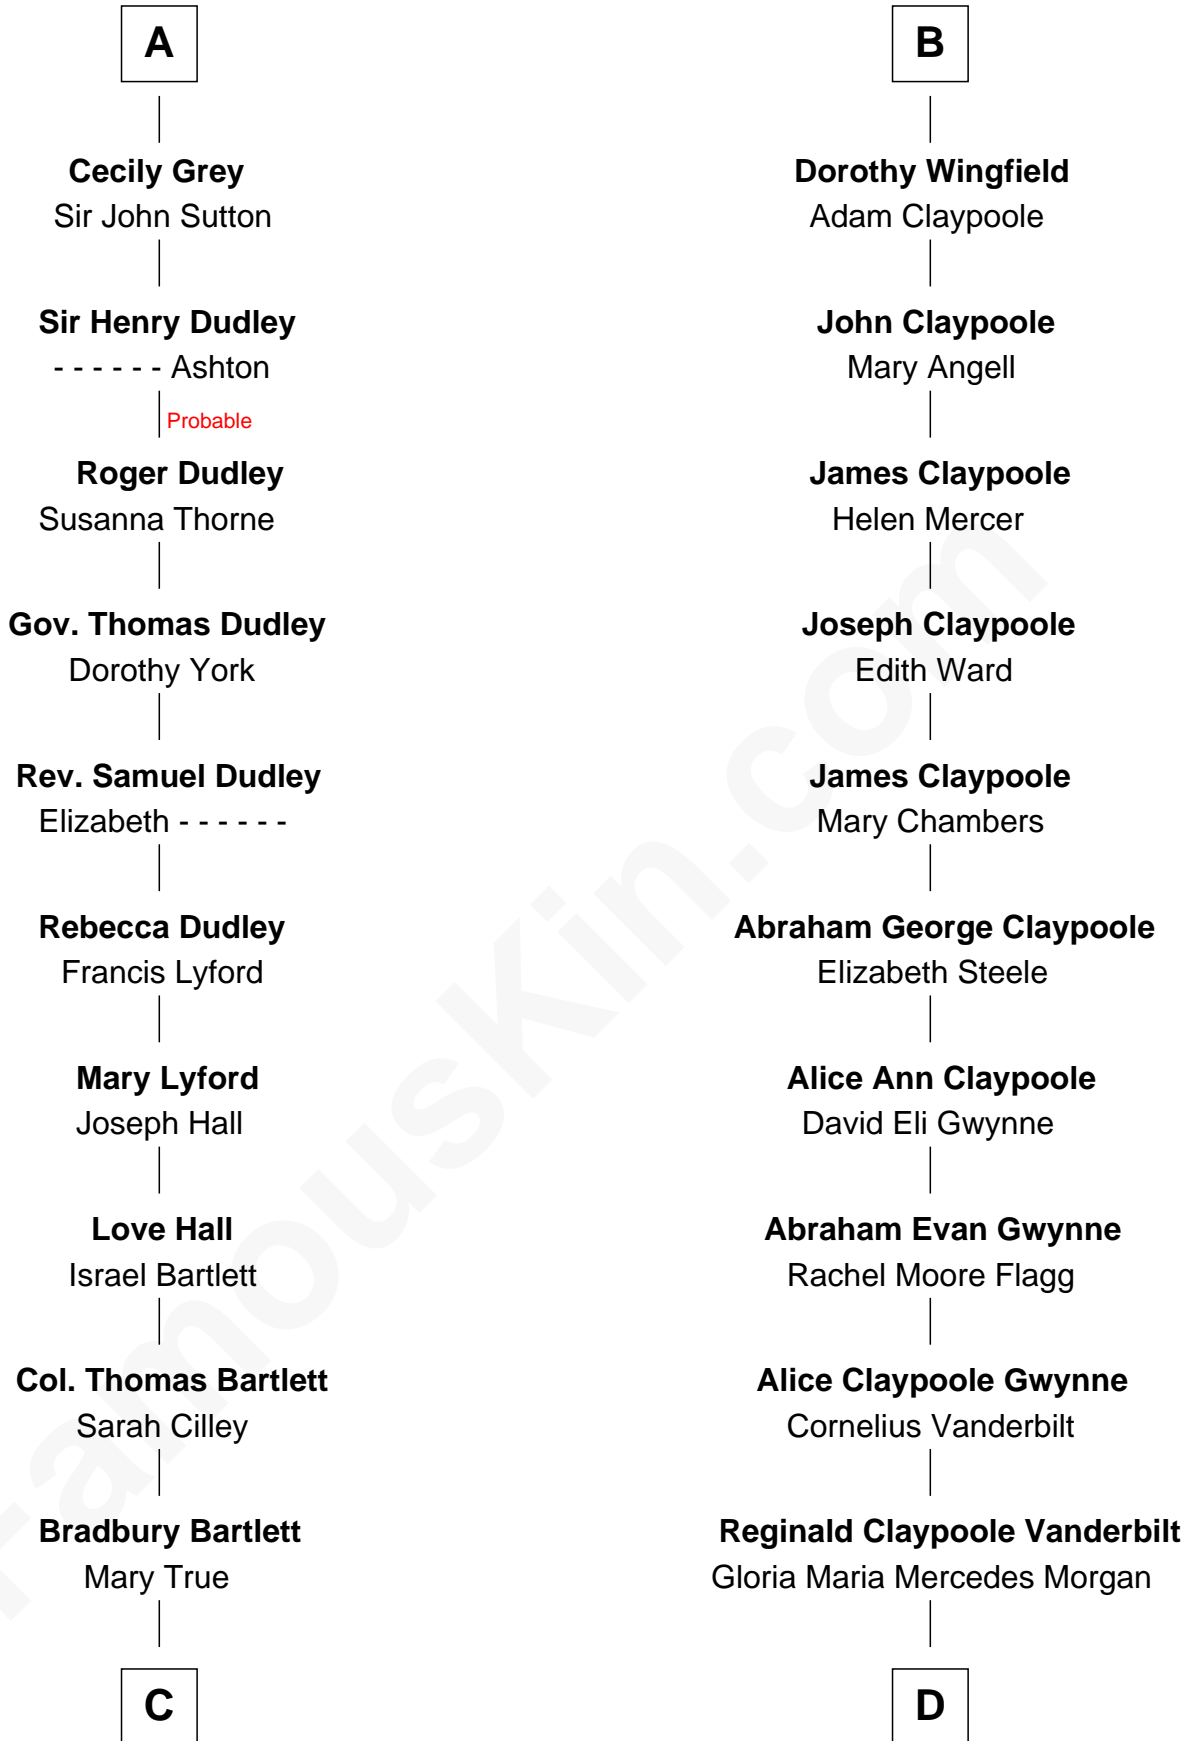 A
Cecily Grey
Sir John Sutton
Sir Henry Dudley
- - - - - - Ashton
Probable
Roger Dudley
Susanna Thorne
Gov. Thomas Dudley
Dorothy York
Rev. Samuel Dudley
Elizabeth - - - - - -
Rebecca Dudley
Francis Lyford
Mary Lyford
Joseph Hall
Love Hall
Israel Bartlett
Col. Thomas Bartlett
Sarah Cilley
Bradbury Bartlett
Mary True
C
B
Dorothy Wingfield
Adam Claypoole
John Claypoole
Mary Angell
James Claypoole
Helen Mercer
Joseph Claypoole
Edith Ward
James Claypoole
Mary Chambers
Abraham George Claypoole
Elizabeth Steele
Alice Ann Claypoole
David Eli Gwynne
Abraham Evan Gwynne
Rachel Moore Flagg
Alice Claypoole Gwynne
Cornelius Vanderbilt
Reginald Claypoole Vanderbilt
Gloria Maria Mercedes Morgan
D
FamousKin.com